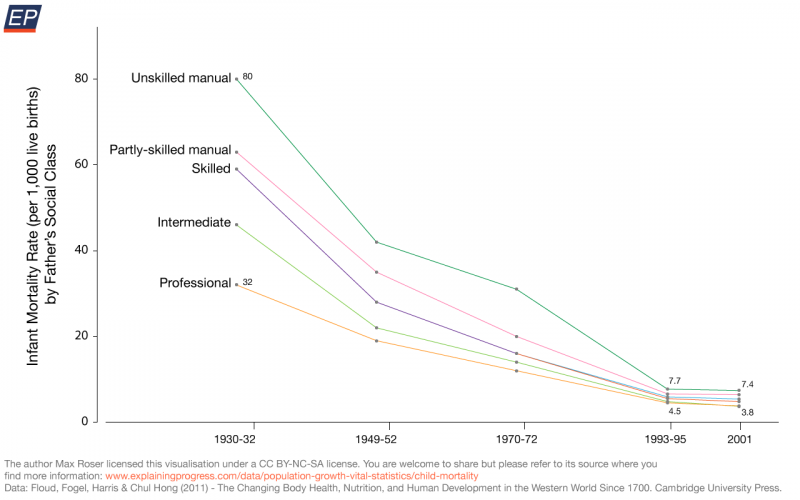 EP
Infant Mortality Rate (per 1,000 live births)
by Father's Social Class
80
60
40
20
0
Unskilled manual
80
Partly-skilled manual
Skilled
Intermediate
Professional
32
7.7
7.4
4.5
3.8
1930-32
1949-52
1970-72
1993-95
2001
The author Max Roser licensed this visualisation under a CC BY-NC-SA license. You are welcome to share but please refer to its source where you
find more information: www.explainingprogress.com/data/population-growth-vital-statistics/child-mortality
Data: Floud, Fogel, Harris & Chul Hong (2011) - The Changing Body Health, Nutrition, and Human Development in the Western World Since 1700. Cambridge University Press.